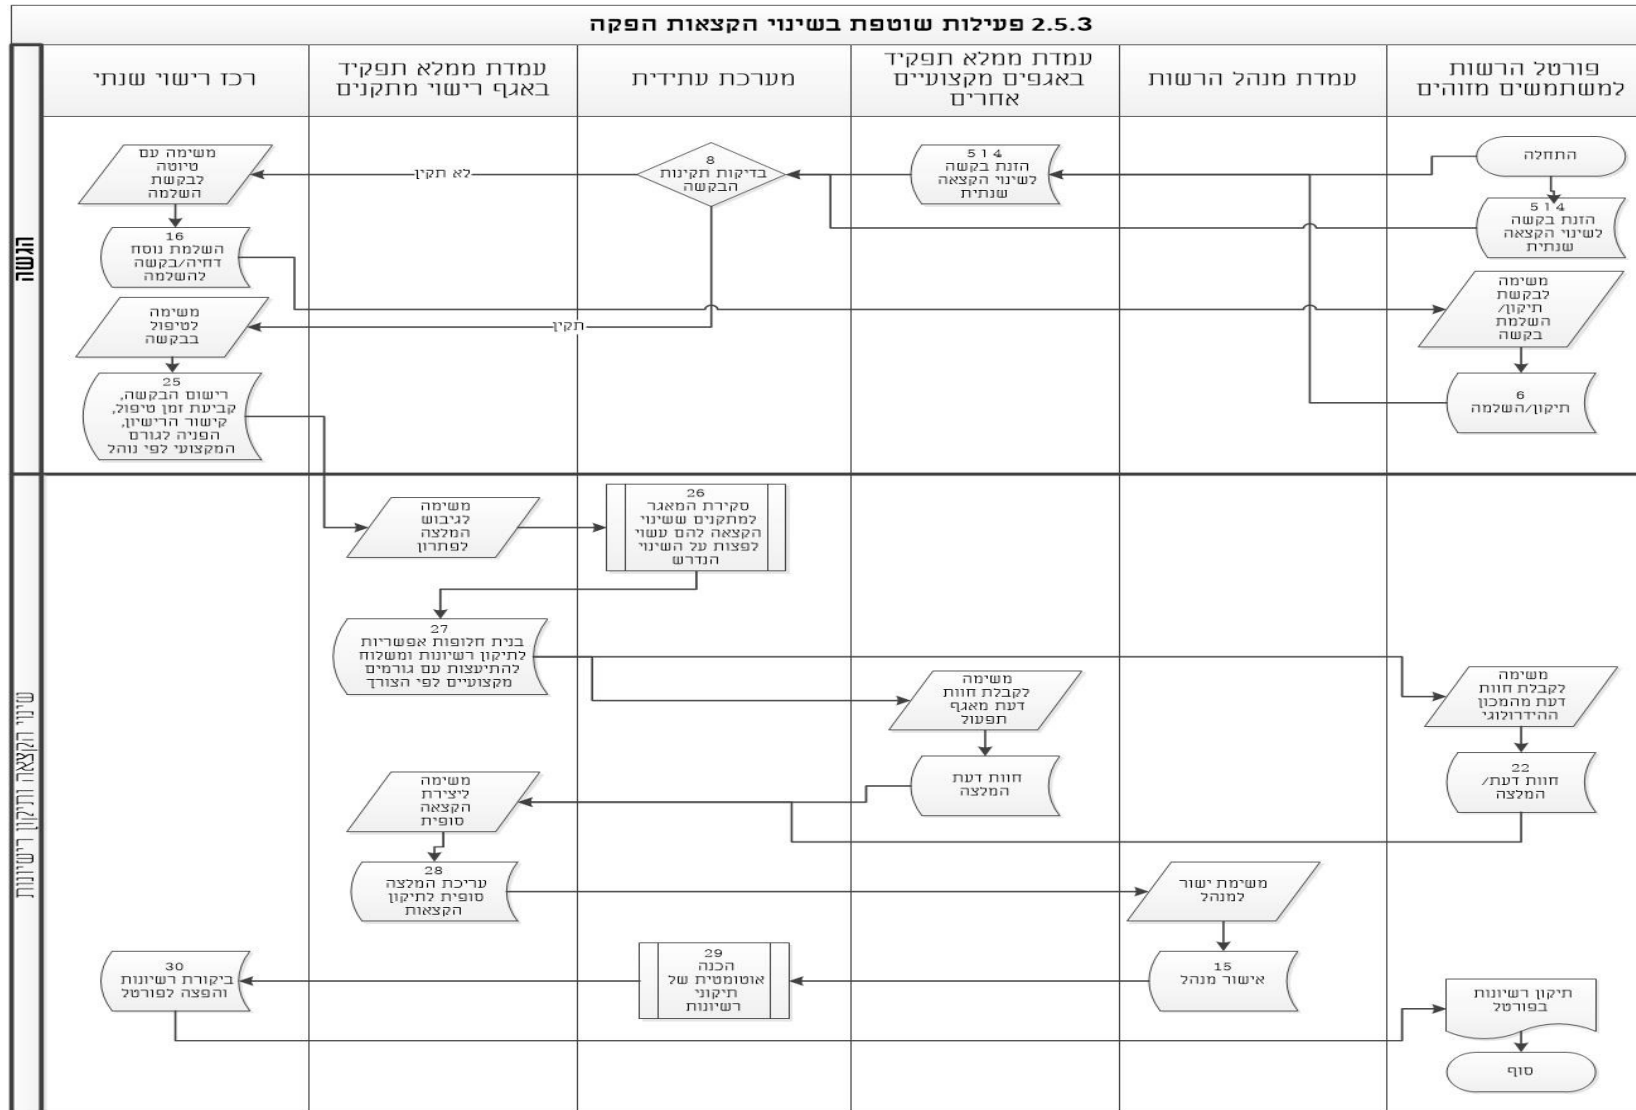 2.5.3 פעילות שוטפת בשינוי הקצאות הפקה
פורטל הרשות
למשתמשים מזוהים
עמדת מנהל הרשות
עמדת ממלא תפקיד
באגפים מקצועיים
אחרים
מערכת עתידית
עמדת ממלא תפקיד
באגף רישוי מתקנים
רכז רישוי שנתי
הגשה
התחלה
5 1 4
הזנת בקשה
לשינוי הקצאה
שנתית
5 1 4
הזנת בקשה
לשינוי הקצאה
שנתית
8
בדיקות תקינות
הבקשה
לא תקין
משימה עם
טיוטה
לבקשת
השלמה
16
השלמת נוסח
דחיה/בקשה
להשלמה
משימה
לבקשת
תיקון/
השלמת
בקשה
6
תיקון/השלמה
תקין
משימה
לטיפול
בבקשה
25
רישום הבקשה,
קביעת זמן טיפול,
קישור הרישיון,
הפניה לגורם
המקצועי לפי נוהל
שינוי הקצאה ותיקון רישיונות
משימה
לגיבוש
המלצה
לפתרון
26
סקירת המאגר
למתקנים ששינוי
הקצאה להם עשוי
לפצות על השינוי
הנדרש
27
בנית חלופות אפשריות
לתיקון רשיונות ומשלוח
להתיעצות עם גורמים
מקצועיים לפי הצורך
משימה
לקבלת חוות
דעת מאגף
תפעול
משימה
לקבלת חוות
דעת מהמכון
ההידרולוגי
חוות דעת
המלצה
22
חוות דעת/
המלצה
משימה
ליצירת
הקצאה
סופית
28
עריכת המלצה
סופית לתיקון
הקצאות
משימת ישור
למנהל
15
אישור מנהל
29
הכנה
אוטומטית של
תיקוני
רשיונות
30
ביקורת רשיונות
והפצה לפורטל
תיקון רשיונות
בפורטל
סוף